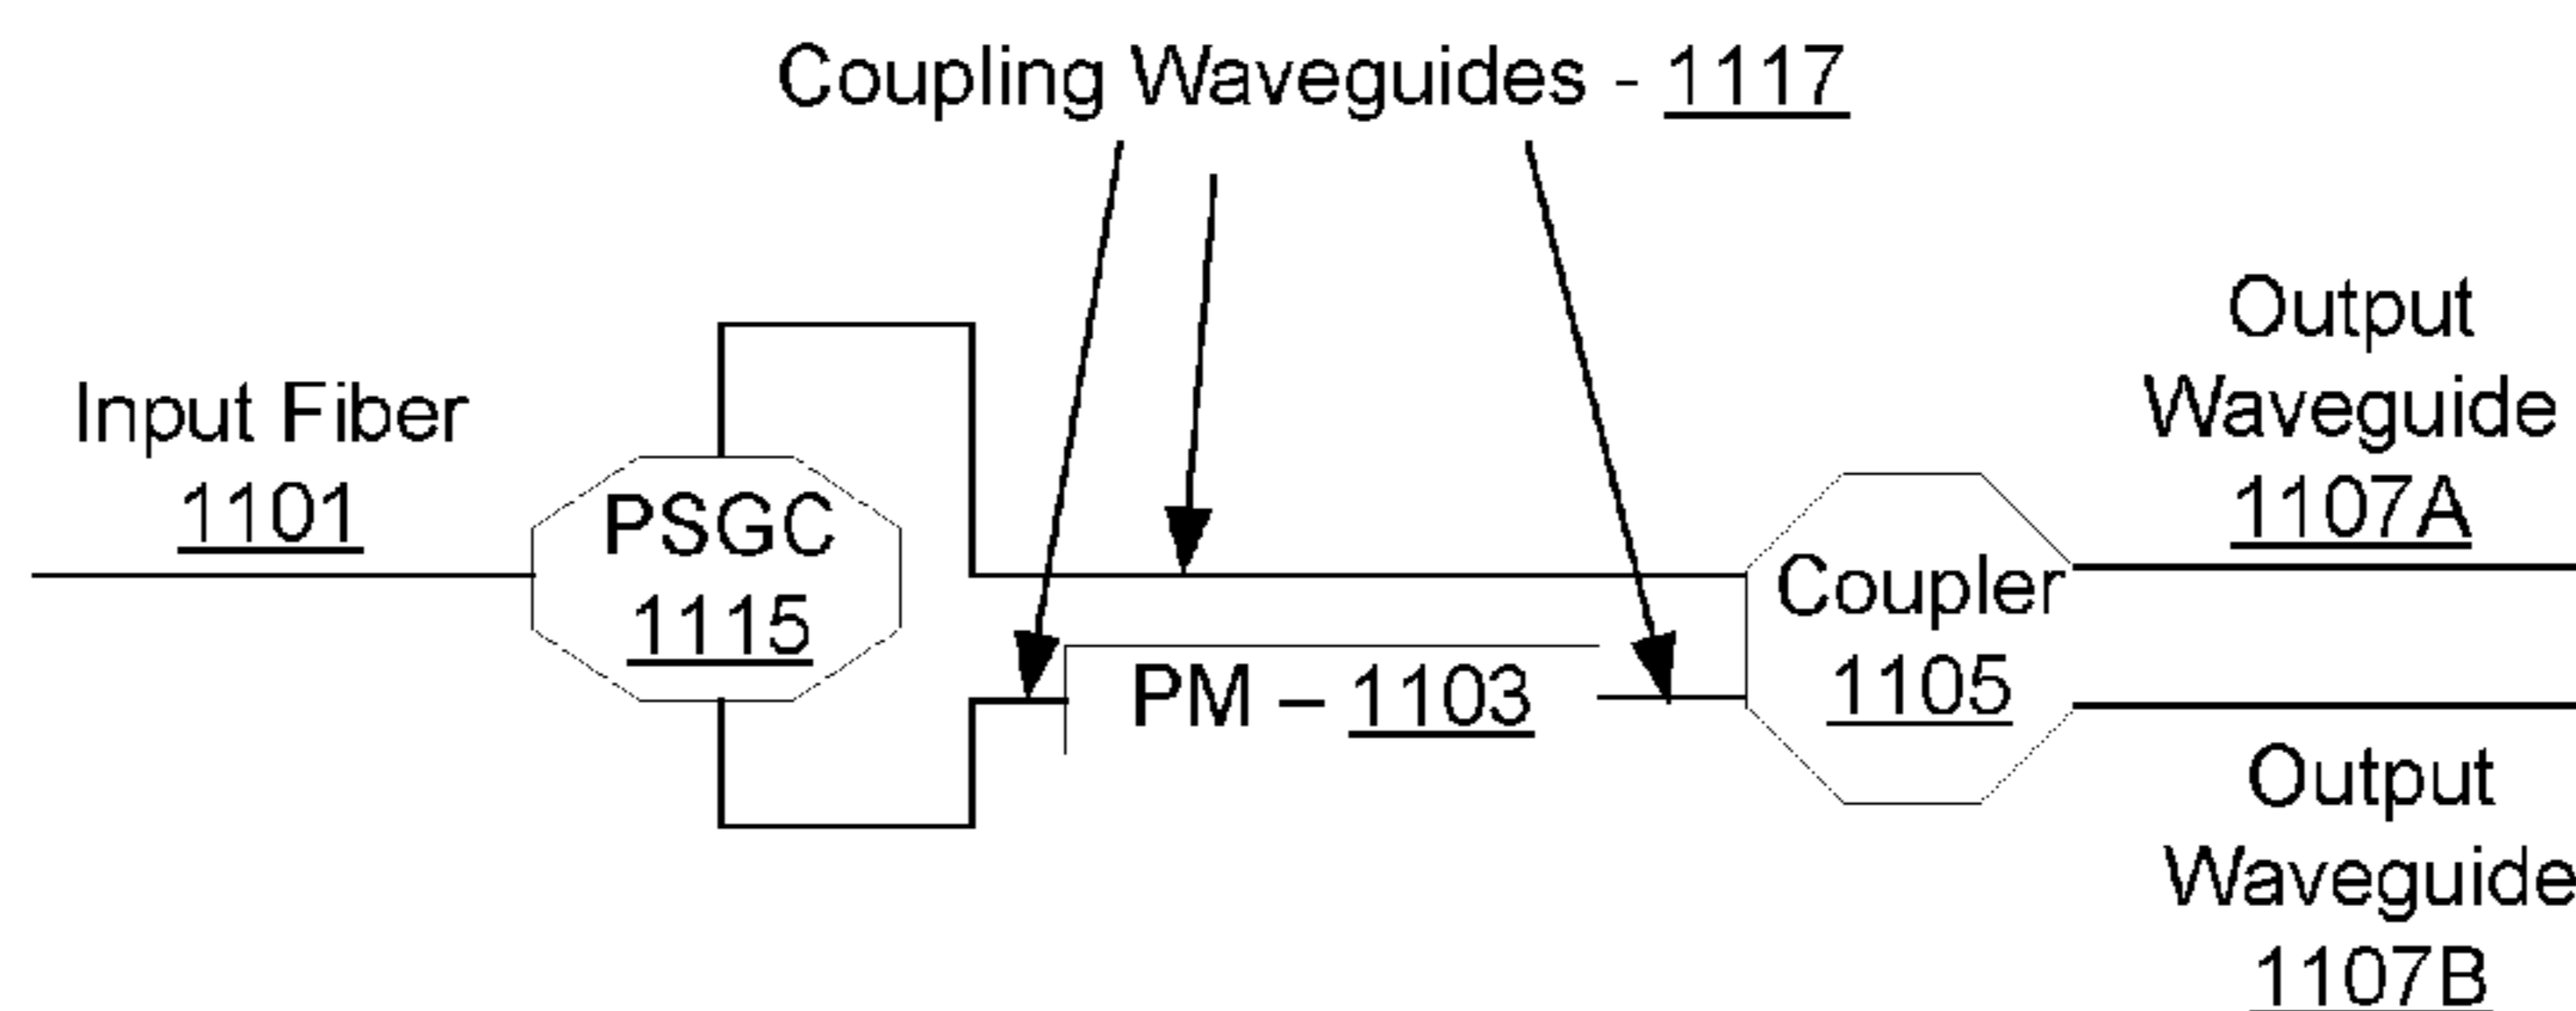 Coupling Waveguides - 1117
Input Fiber
1101
PSGC
1115
PM – 1103
Coupler
1105
Output
Waveguide
1107A
Output
Waveguide
1107B